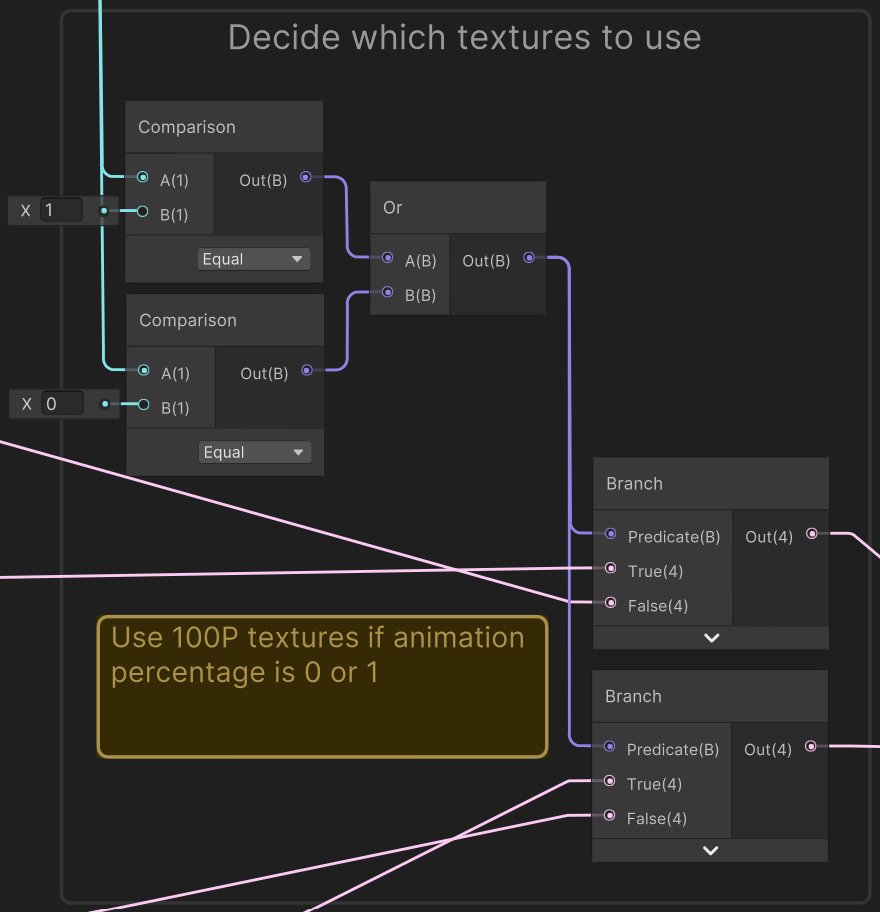 Decide which textures to use
Comparison
A(1)
Out(B)
X 1
B(1)
Equal
Or
A(B)
Out(B)
B(B)
Comparison
A(1)
Out(B)
X 0
B(1)
Equal
Branch
Predicate(B)
Out(4)
True(4)
False(4)
Use 100P textures if animation
percentage is 0 or 1
Branch
Predicate(B)
Out(4)
True(4)
False(4)